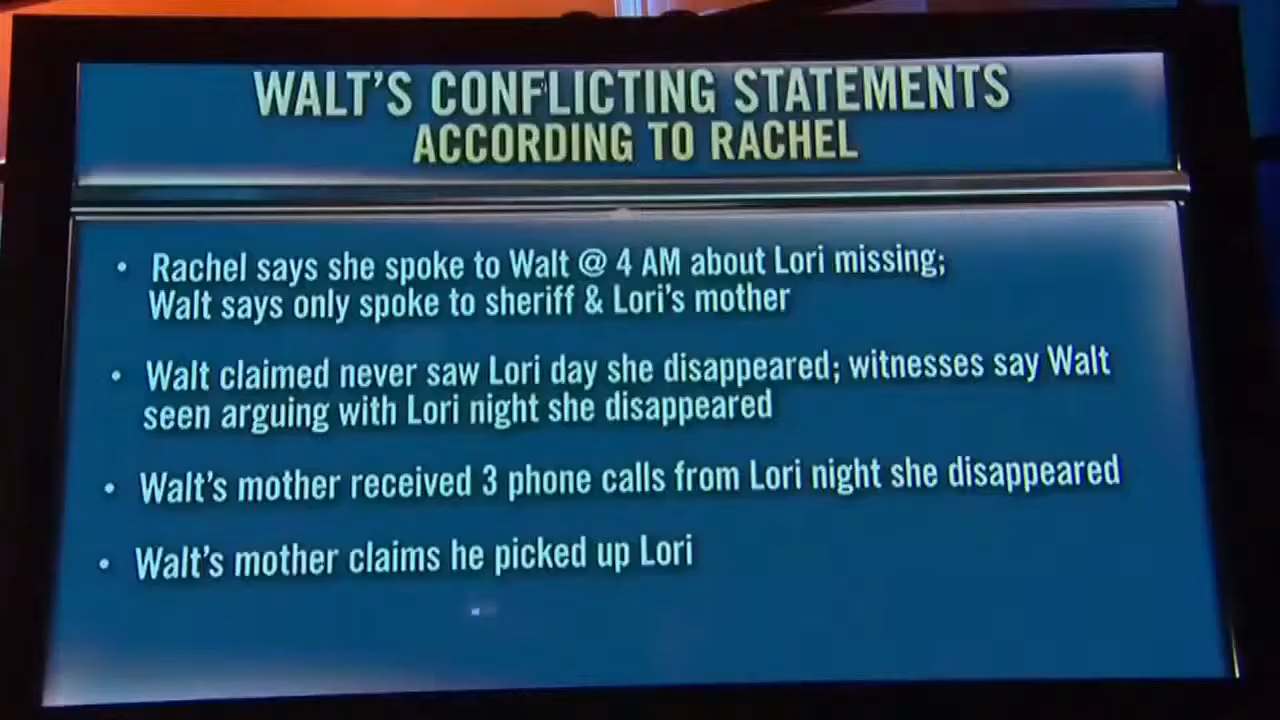 WALT'S CONFLICTING STATEMENTS
ACCORDING TO RACHEL
• Rachel says she spoke to Walt @ 4 AM about Lori missing;
Walt says only spoke to sheriff & Lori's mother
• Walt claimed never saw Lori day she disappeared; witnesses say Walt
seen arguing with Lori night she disappeared
• Walt's mother received 3 phone calls from Lori night she disappeared
• Walt's mother claims he picked up Lori